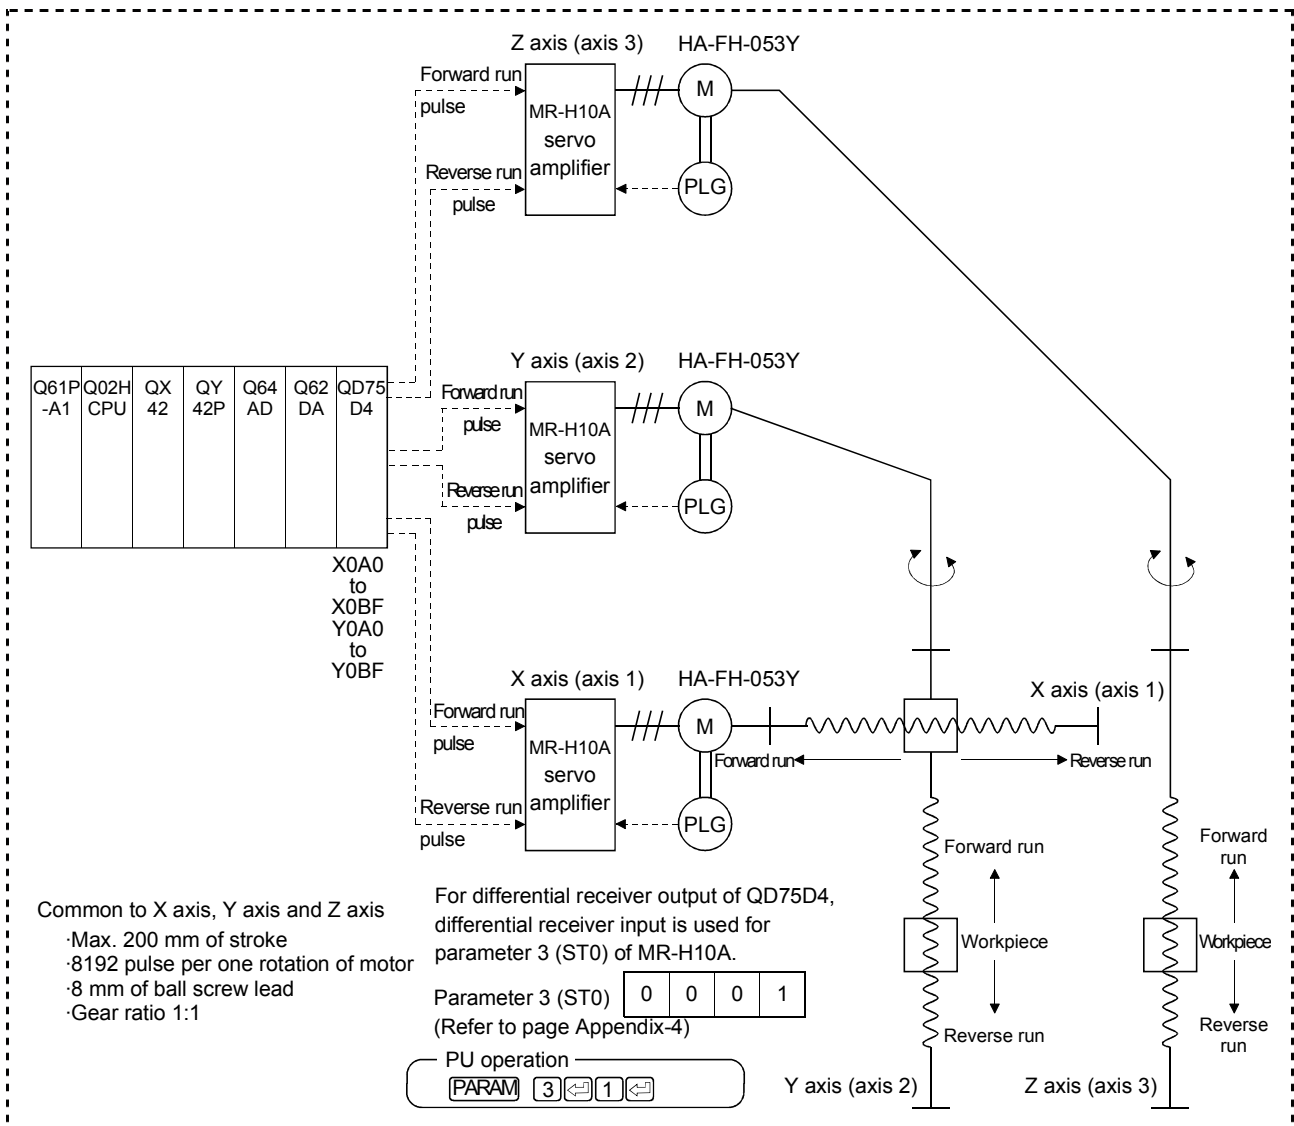 Z axis (axis 3)
HA-FH-053Y
Forward run
pulse
M
MR-H10A
servo
amplifier
Reverse run
pulse
PLG
Y axis (axis 2)
HA-FH-053Y
Forward run
pulse
M
MR-H10A
servo
amplifier
Reverse run
pulse
PLG
Q61P
-A1
Q02H
CPU
QX
42
QY
42P
Q64
AD
Q62
DA
QD75
D4
X0A0
to
X0BF
Y0A0
to
Y0BF
X axis (axis 1)
HA-FH-053Y
Forward run
pulse
M
MR-H10A
servo
amplifier
Reverse run
pulse
PLG
X axis (axis 1)
Forward run
Reverse run
Forward run
Workpiece
Reverse run
Y axis (axis 2)
Forward
run
Workpiece
Reverse
run
Z axis (axis 3)
Common to X axis, Y axis and Z axis
·Max. 200 mm of stroke
·8192 pulse per one rotation of motor
·8 mm of ball screw lead
·Gear ratio 1:1
For differential receiver output of QD75D4,
differential receiver input is used for
parameter 3 (ST0) of MR-H10A.
Parameter 3 (ST0) 0 0 0 1
(Refer to page Appendix-4)
PU operation
PARAM 3 ⏎ 1 ⏎